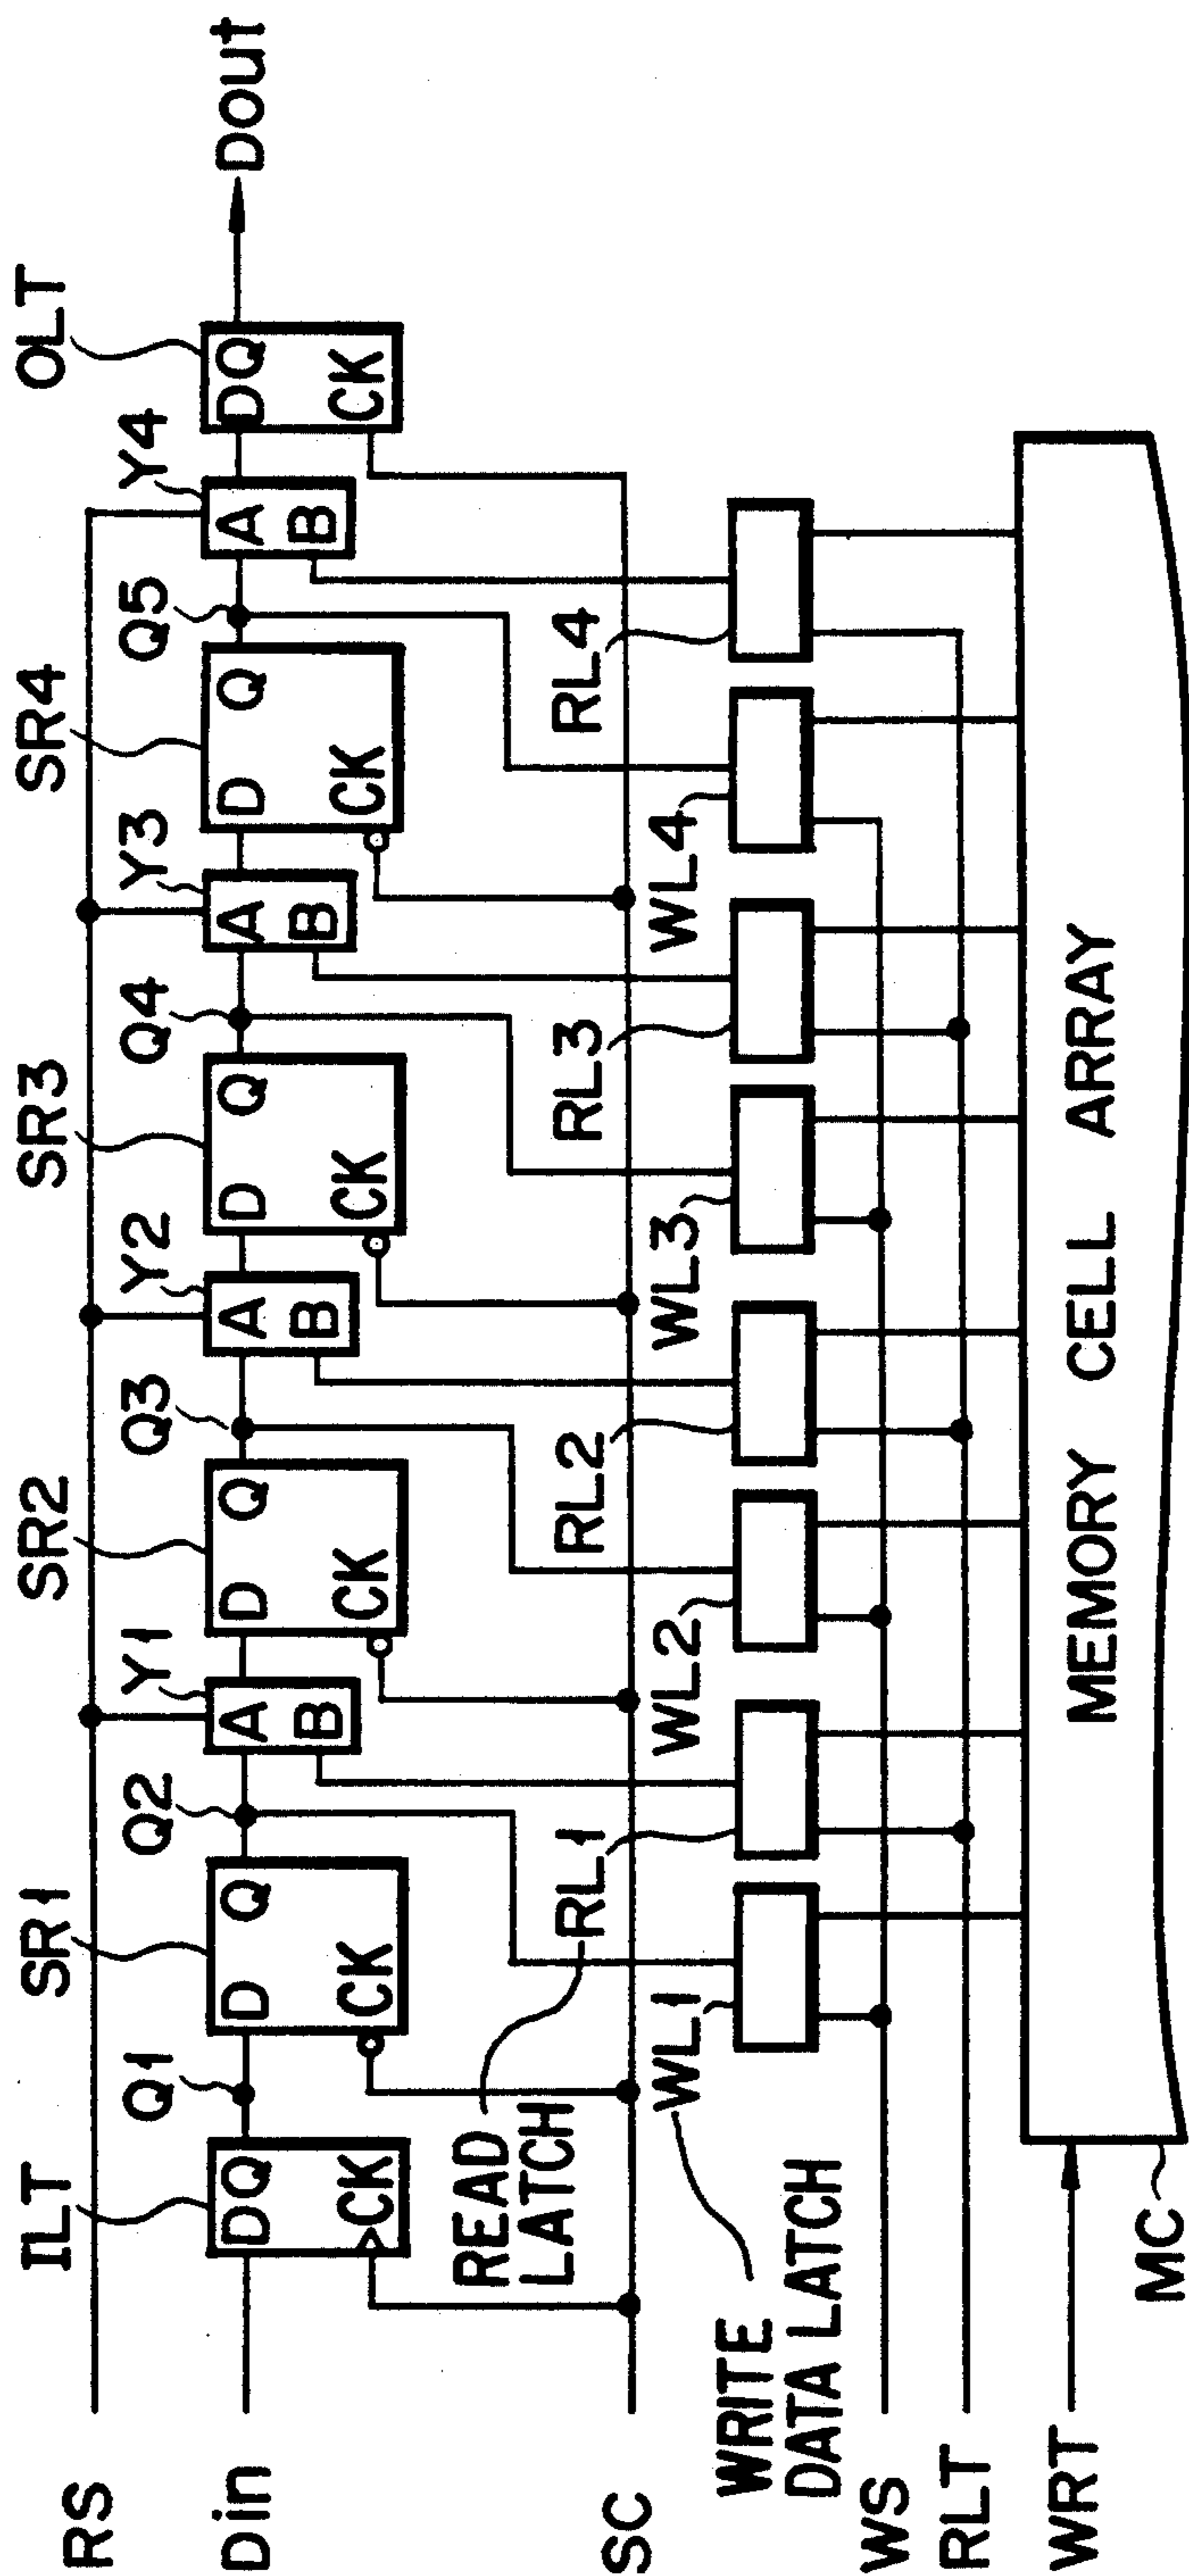 RS
Din
SC
WS
RLT
WRT
ILT
Q1
SR1
Q2
Y1
SR2
Q3
Y2
SR3
Q4
Y3
SR4
Q5
Y4
OLT
Dout
DQ
CK
D
Q
CK
A
B
D
Q
CK
A
B
D
Q
CK
A
B
D
Q
CK
A
B
DQ
CK
READ
LATCH
RL1
RL2
RL3
RL4
WRITE
DATA LATCH
WL1
WL2
WL3
WL4
MEMORY CELL ARRAY
MC